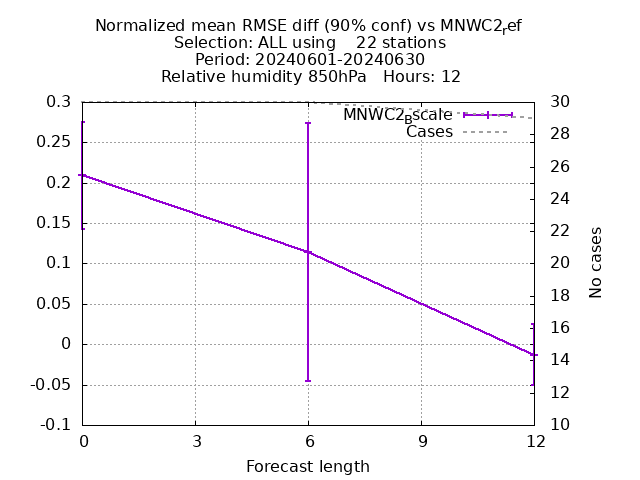 Normalized mean RMSE diff (90% conf) vs MNWC2ref
Selection: ALL using    22 stations
Period: 20240601-20240630
Relative humidity 850hPa   Hours: 12
MNWC2Bscale
Cases
0.3
0.25
0.2
0.15
0.1
0.05
0
-0.05
-0.1
30
28
26
24
22
20
18
16
14
12
10
No cases
0 3 6 9 12
Forecast length